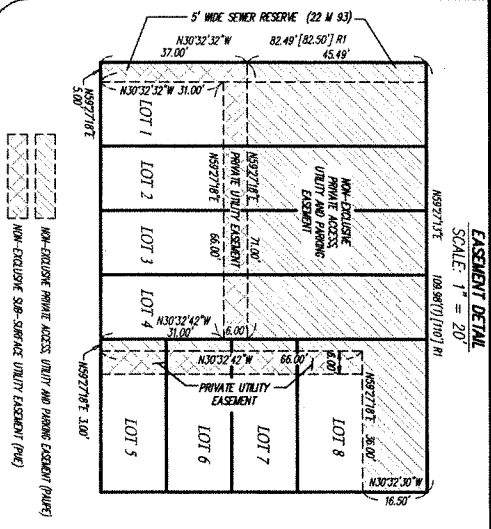 5' WIDE SEWER RESERVE (22 M 93)
N30°32'32"W
37.00'
82.49' [82.50'] R1
45.49'
N59°27'18"E
5.00'
N30°32'32"W 31.00'
LOT 1
LOT 2
LOT 3
LOT 4
N59°27'18"E 66.00'
PRIVATE UTILITY EASEMENT
N59°27'18"E 71.00'
NON-EXCLUSIVE
PRIVATE ACCESS
UTILITY AND PARKING
EASEMENT
N59°27'13"E 109.98'(T) [110'] R1
EASEMENT DETAIL
SCALE: 1" = 20'
N30°32'42"W
31.00'
6.00'
N30°32'42"W 66.00'
6.00'
PRIVATE UTILITY
EASEMENT
N59°27'18"E 3.00'
N59°27'18"E 36.00'
LOT 5
LOT 6
LOT 7
LOT 8
N30°32'30"W
16.50'
NON-EXCLUSIVE PRIVATE ACCESS, UTILITY AND PARKING EASEMENT (PAUPE)
NON-EXCLUSIVE SUB-SURFACE UTILITY EASEMENT (PUE)